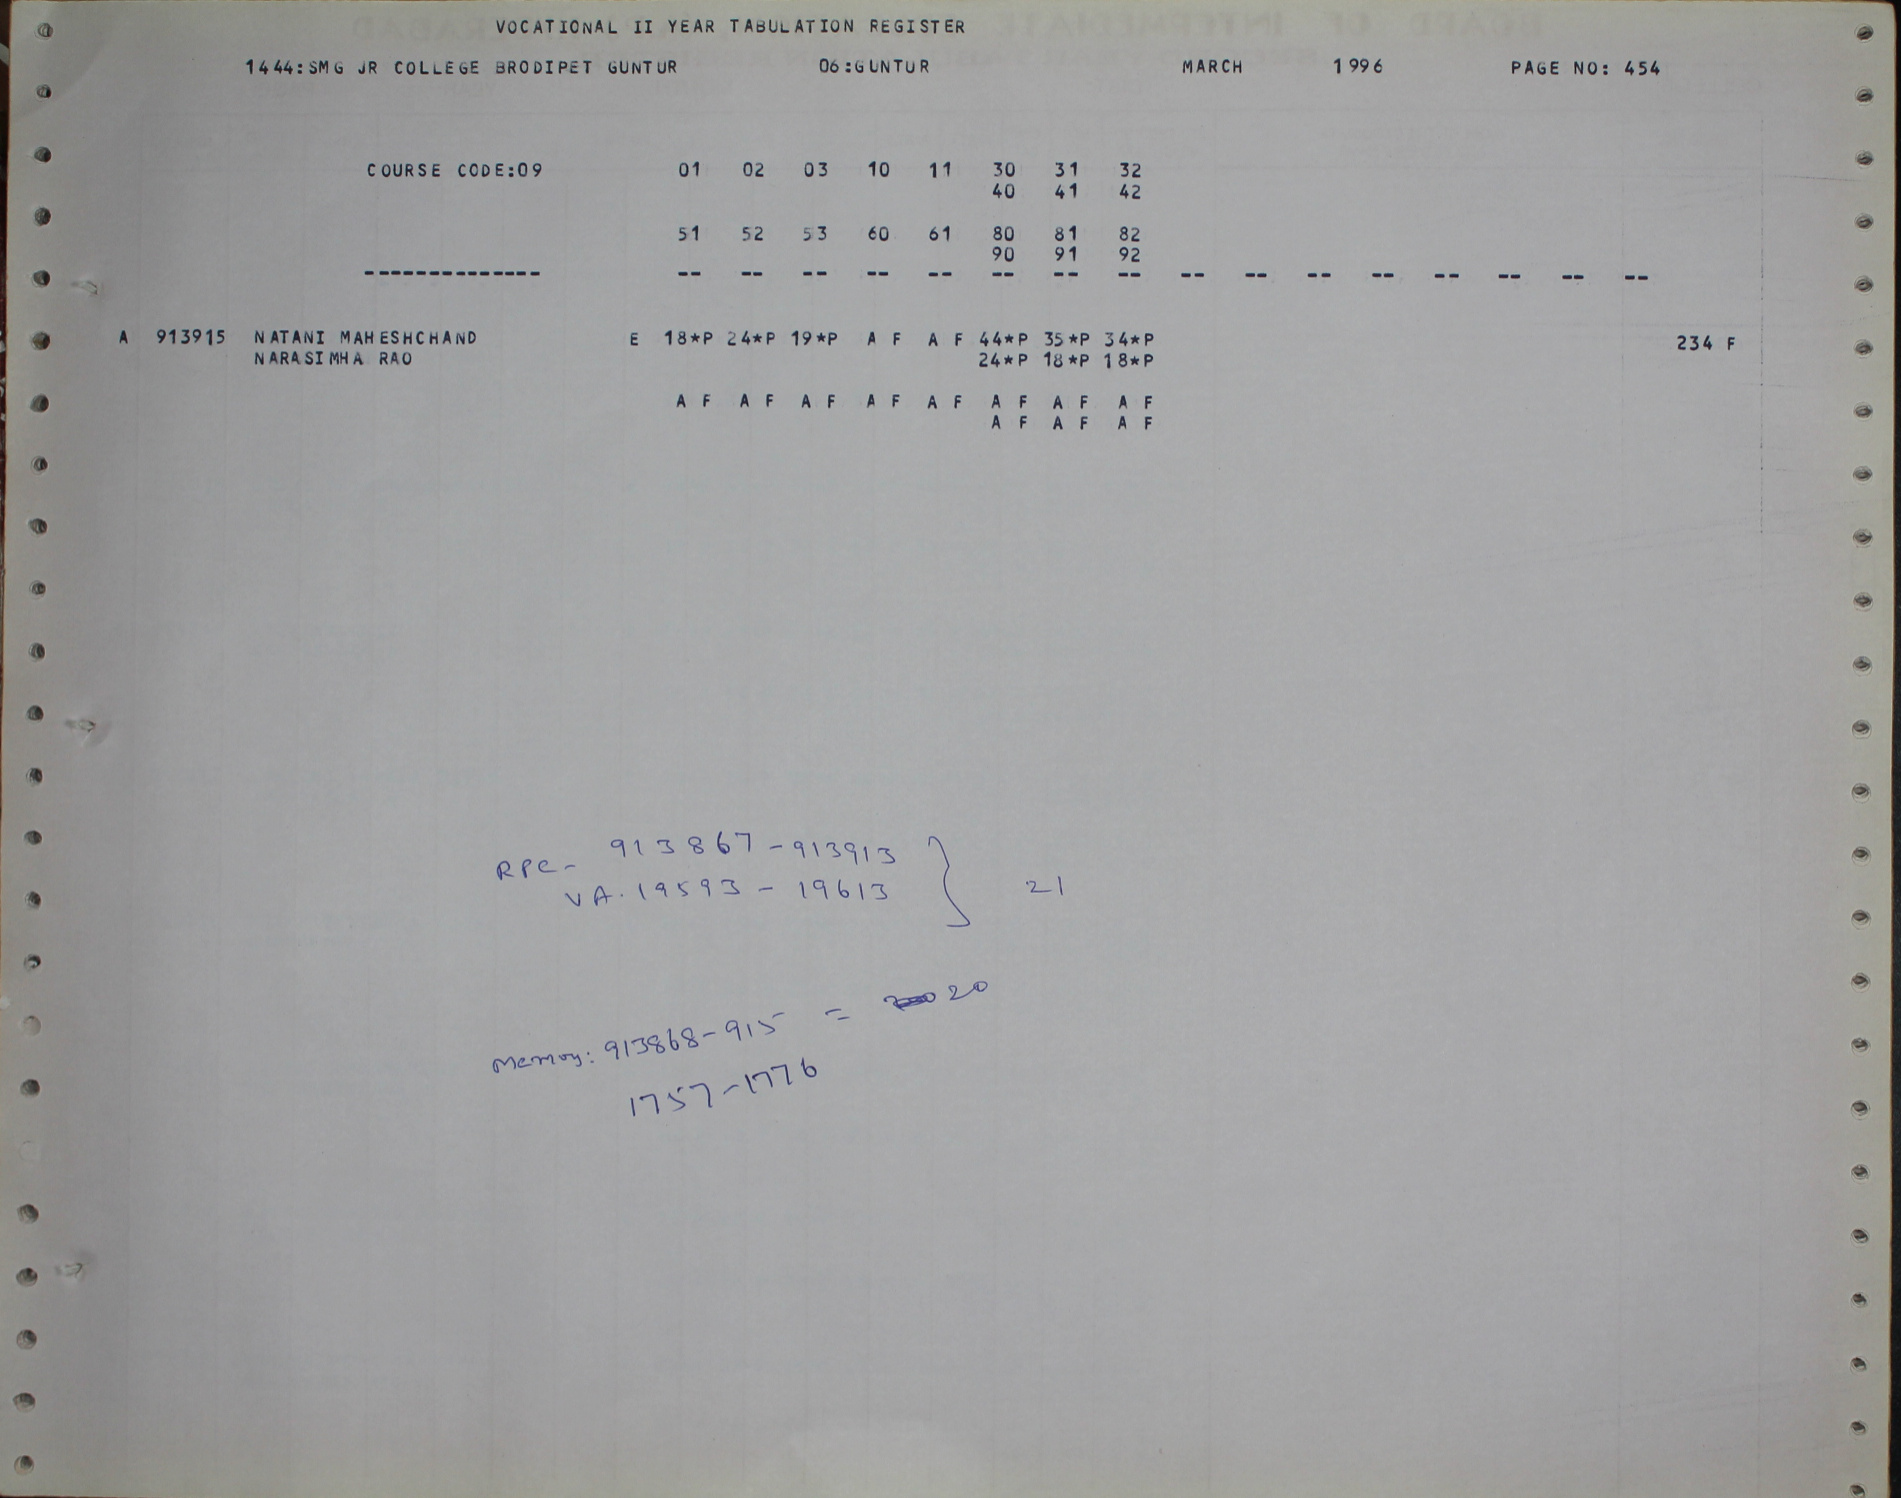 VOCATIONAL II YEAR TABULATION REGISTER
1444:SMG JR COLLEGE BRODIPET GUNTUR 06:GUNTUR MARCH 1996 PAGE NO: 454
COURSE CODE:09 01 02 03 10 11 30 31 32
40 41 42
51 52 53 60 61 80 81 82
90 91 92
-------------- -- -- -- -- -- -- -- -- -- -- -- -- -- -- -- --
A 913915 NATANI MAHESHCHAND E 18*P 24*P 19*P A F A F 44*P 35*P 34*P 234 F
NARASIMHA RAO 24*P 18*P 18*P
A F A F A F A F A F A F A F A F
A F A F A F
RPC- 913867-913913
VA.19593-19613 } 21
Memory: 913868-915 = 20
1757-1776